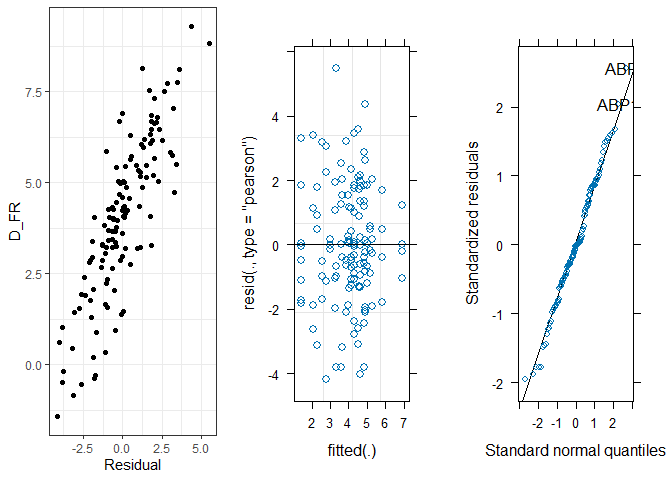 D_FR
7.5
5.0
2.5
0.0
-2.5 0.0 2.5 5.0
Residual
resid(., type = "pearson")
4
2
0
-2
-4
2 3 4 5 6 7
fitted(.)
Standardized residuals
2
1
0
-1
-2
ABP
-2 -1 0 1 2
Standard normal quantiles